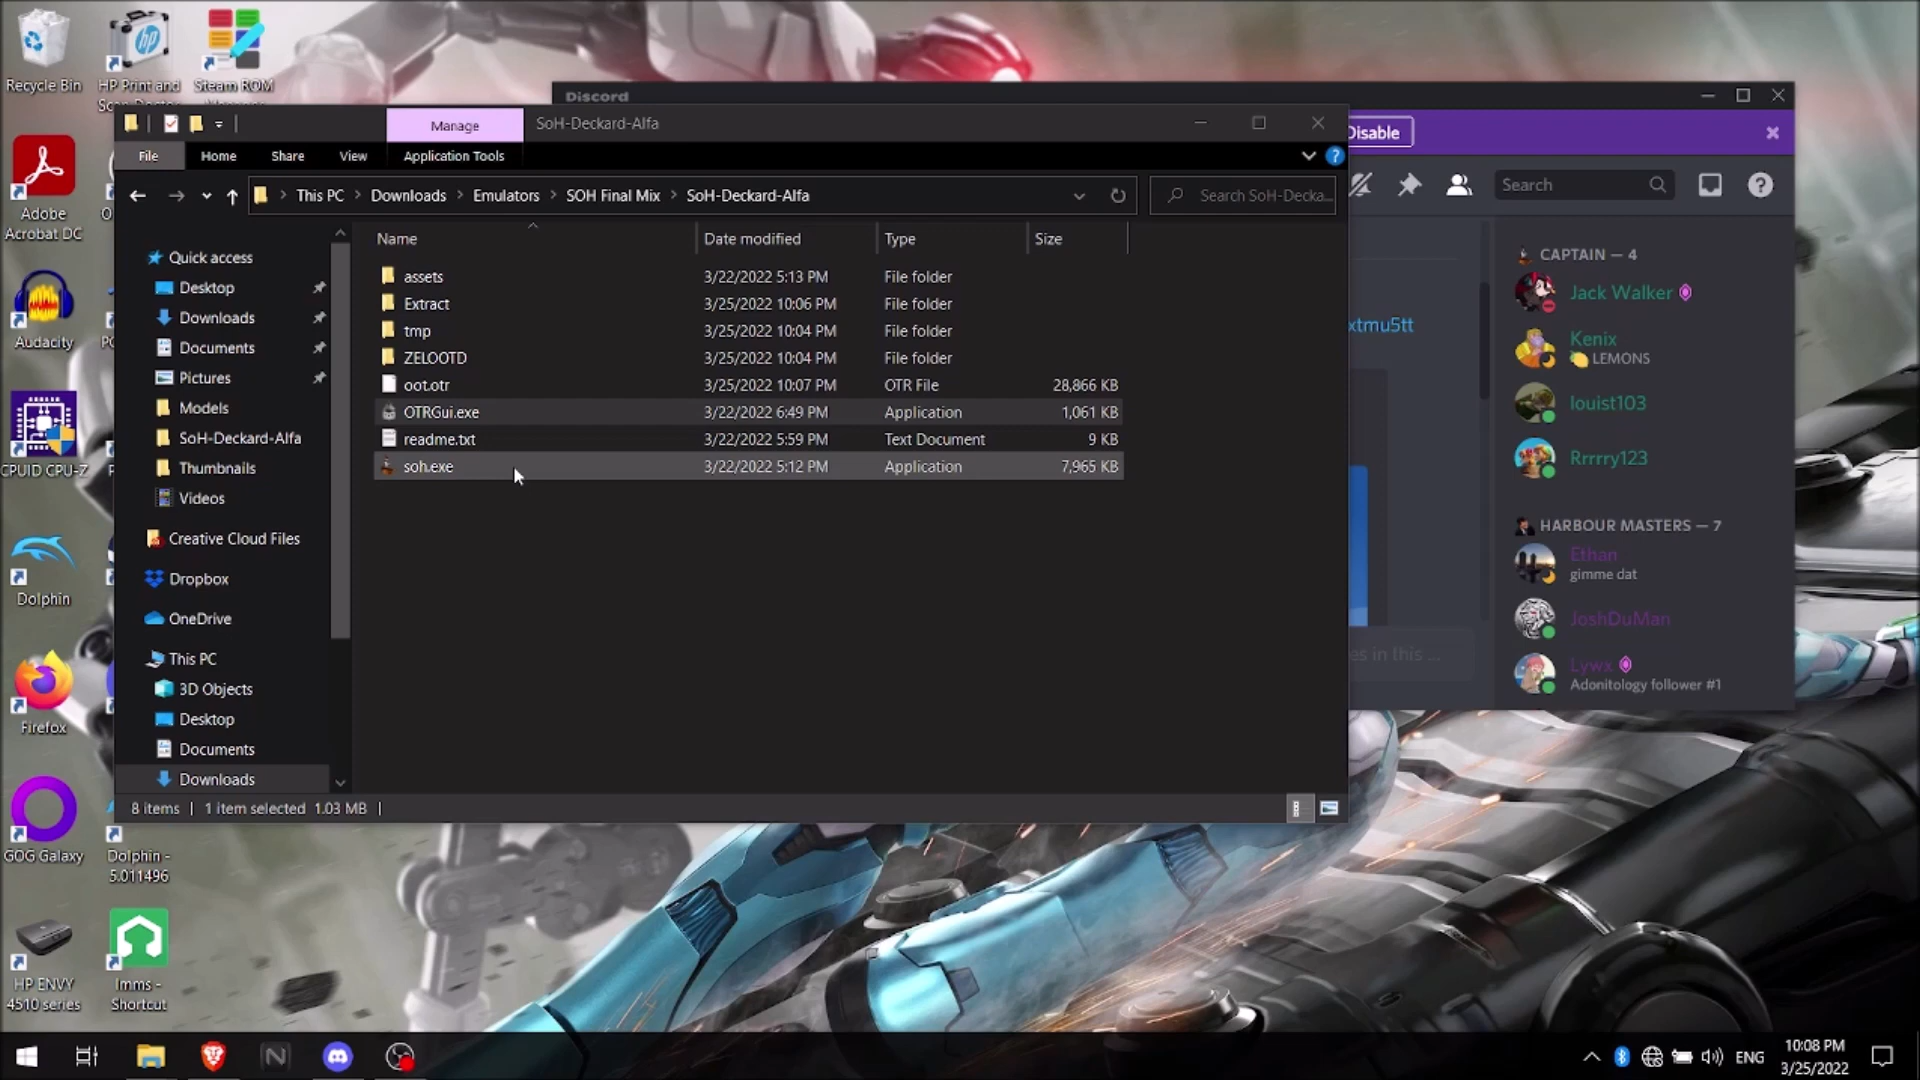 Recycle Bin
HP Print and
Steam ROM
Adobe
Acrobat DC
Audacity
CPUID CPU-Z
Dolphin
Firefox
GOG Galaxy
Dolphin -
5.011496
HP ENVY
4510 series
lmms -
Shortcut
Discord
Disable
Search
xtmu5tt
es in this ...
CAPTAIN — 4
Jack Walker
Kenix
LEMONS
louist103
Rrrrry123
HARBOUR MASTERS — 7
Ethan
gimme dat
JoshDuMan
Lywx
Adonitology follower #1
Manage
SoH-Deckard-Alfa
File
Home
Share
View
Application Tools
This PC
Downloads
Emulators
SOH Final Mix
SoH-Deckard-Alfa
Search SoH-Decka...
Name
Date modified
Type
Size
Quick access
Desktop
Downloads
Documents
Pictures
Models
SoH-Deckard-Alfa
Thumbnails
Videos
Creative Cloud Files
Dropbox
OneDrive
This PC
3D Objects
Desktop
Documents
Downloads
assets 3/22/2022 5:13 PM File folder
Extract 3/25/2022 10:06 PM File folder
tmp 3/25/2022 10:04 PM File folder
ZELOOTD 3/25/2022 10:04 PM File folder
oot.otr 3/25/2022 10:07 PM OTR File 28,866 KB
OTRGui.exe 3/22/2022 6:49 PM Application 1,061 KB
readme.txt 3/22/2022 5:59 PM Text Document 9 KB
soh.exe 3/22/2022 5:12 PM Application 7,965 KB
8 items
1 item selected 1.03 MB
ENG
10:08 PM
3/25/2022